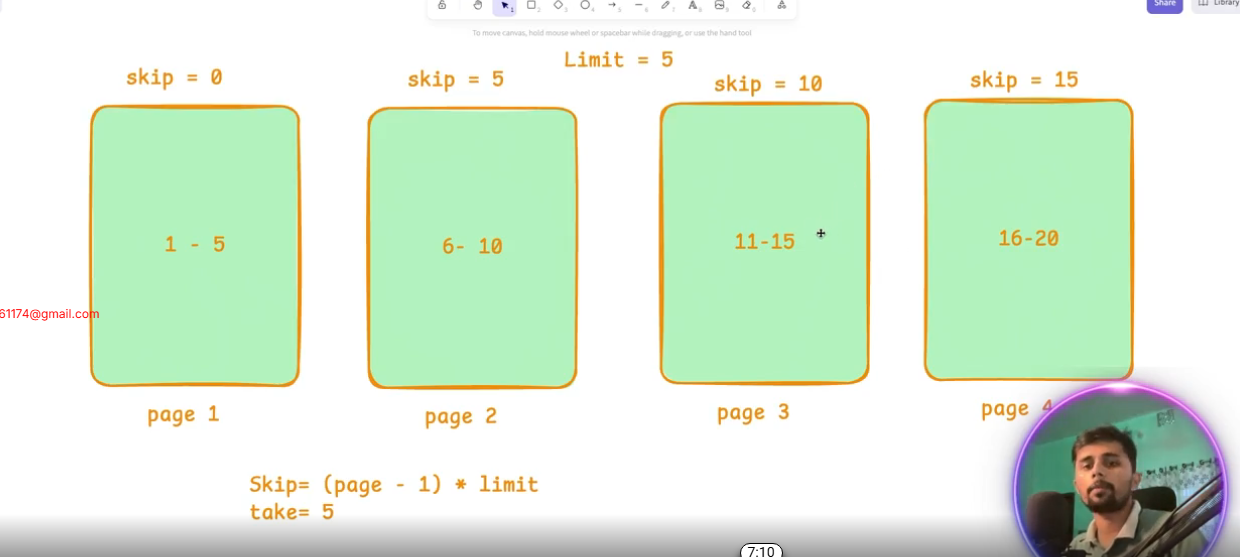 Share
Library
To move canvas, hold mouse wheel or spacebar while dragging, or use the hand tool
Limit = 5
skip = 0
skip = 5
skip = 10
skip = 15
1 - 5
6- 10
11-15
16-20
61174@gmail.com
page 1
page 2
page 3
page 4
Skip= (page - 1) * limit
take= 5
7:10